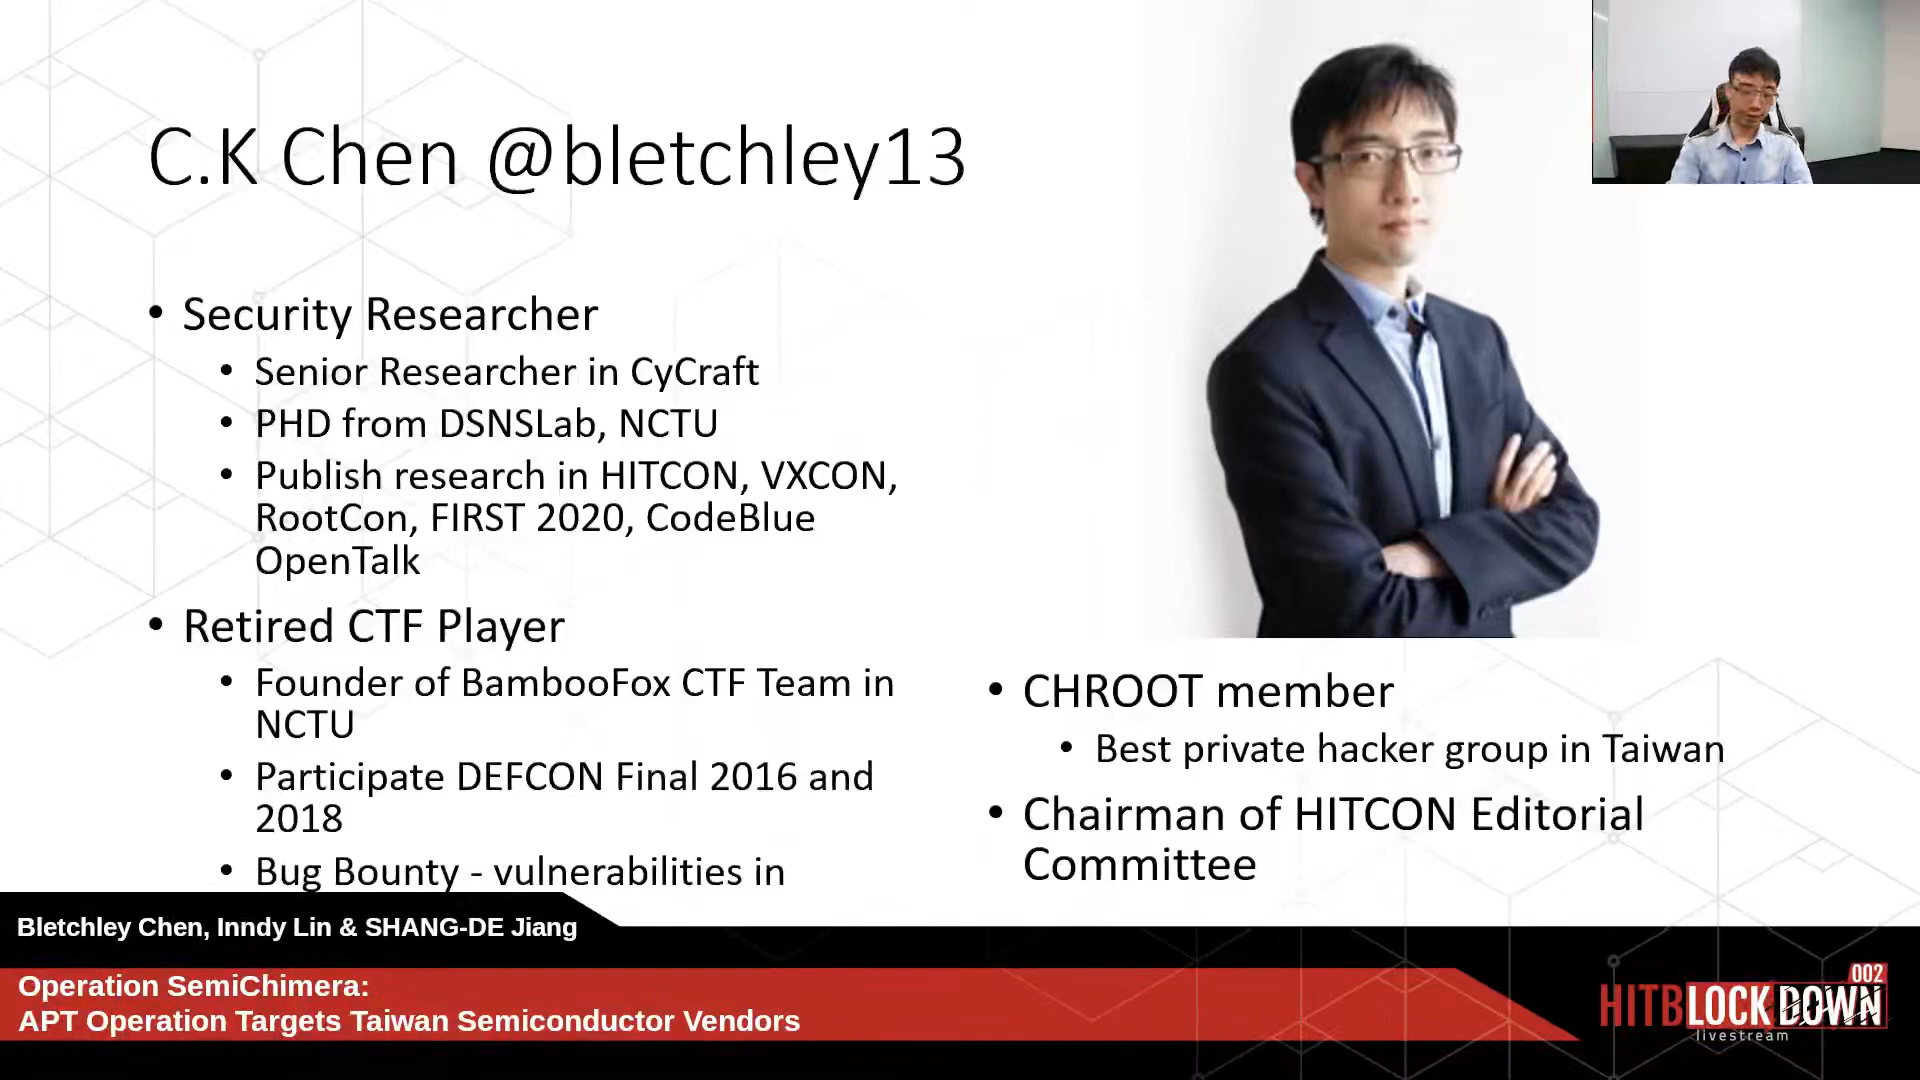 C.K Chen @bletchley13
• Security Researcher
• Senior Researcher in CyCraft
• PHD from DSNSLab, NCTU
• Publish research in HITCON, VXCON,
RootCon, FIRST 2020, CodeBlue
OpenTalk
• Retired CTF Player
• Founder of BambooFox CTF Team in
NCTU
• Participate DEFCON Final 2016 and
2018
• Bug Bounty - vulnerabilities in
• CHROOT member
• Best private hacker group in Taiwan
• Chairman of HITCON Editorial
Committee
Bletchley Chen, Inndy Lin & SHANG-DE Jiang
Operation SemiChimera:
APT Operation Targets Taiwan Semiconductor Vendors
002
HITBLOCKDOWN
livestream